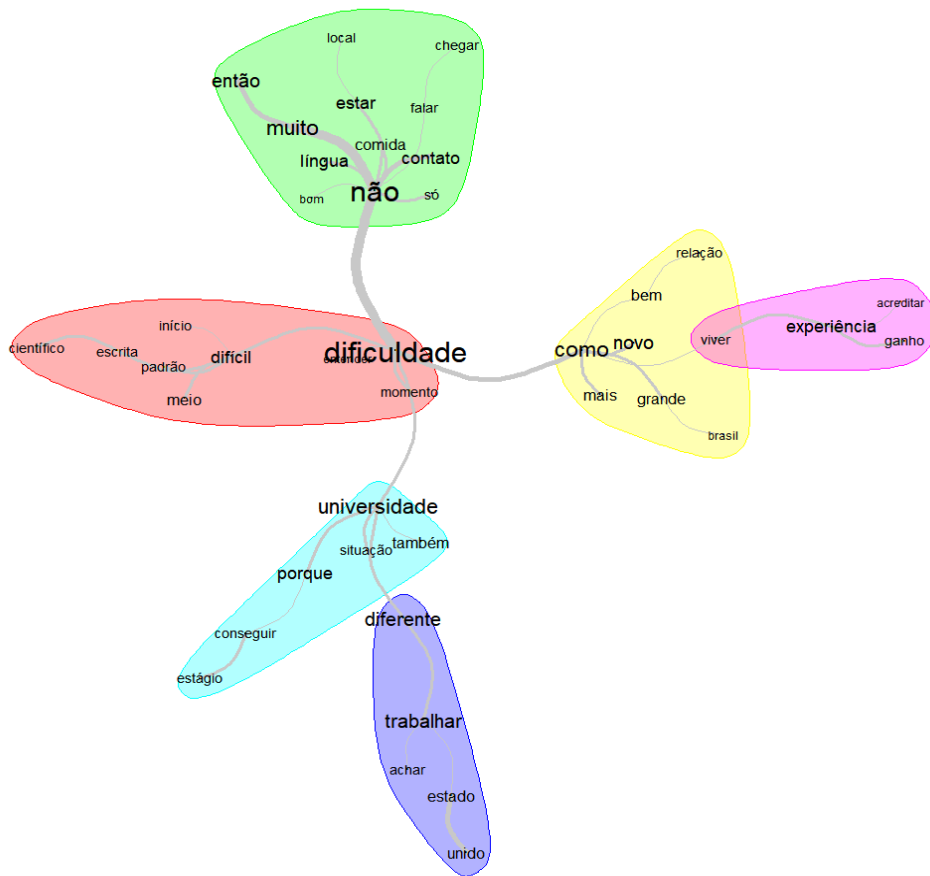 local
chegar
então
estar
falar
muito
comida
língua
contato
não
bom
só
relação
bem
acreditar
experiência
ganho
viver
como
novo
mais
grande
brasil
início
científico
escrita
difícil
padrão
entender
dificuldade
meio
momento
universidade
situação
também
porque
conseguir
estágio
diferente
trabalhar
achar
estado
unido